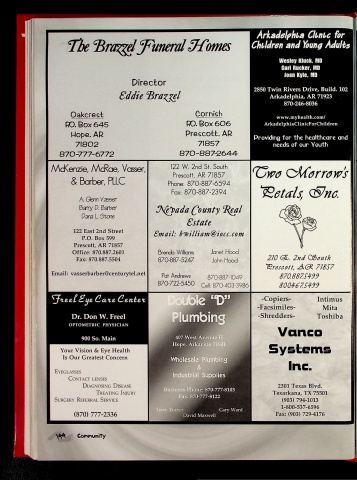 The Brazzel Funeral Homes
Director
Eddie Brazzel
Oakcrest
P.O. Box 645
Hope, AR
71802
870-777-6772
Cornish
P.O. Box 606
Prescott, AR
71857
870-887-2644
Arkadelphia Clinic for
Children and Young Adults
Wesley Kluck, MD
Gari Rucker, MD
Joan Kyle, MD
2850 Twin Rivers Drive, Build. 102
Arkadelphia, AR 71923
870-246-8036
www.myhealth.com/
ArkadelphiaClinicForChildren
Providing for the healthcare and
needs of our Youth
McKenzie, McRae, Vasser,
& Barber, PLLC
A. Glenn Vasser
Barry D. Barber
Dana L. Stone
122 East 2nd Street
P.O. Box 599
Prescott, AR 71857
Office: 870.887.2601
Fax: 870.887.5504
Email: vasserbarber@centurytel.net
122 W. 2nd St. South
Prescott, AR 71857
Phone: 870-887-6594
Fax: 870-887-2394
Nevada County Real
Estate
Email: bwilliam@iocc.com
Brenda Williams
870-887-5247
Janet Hood
John Hood
Pat Andrews
870-722-5450
870-887-1049
Cell: 870-403-3986
Two Morrow's
Petals, Inc.
210 E. 2nd South
Prescott, AR 71857
870.887.5499
800.467.5499
Freel Eye Care Center
Dr. Don W. Freel
OPTOMETRIC PHYSICIAN
900 So. Main
Your Vision & Eye Health
Is Our Greatest Concern
EYEGLASSES
CONTACT LENSES
DIAGNOSING DISEASE
TREATING INJURY
SURGERY REFERRAL SERVICE
(870) 777-2336
Double "D"
Plumbing
407 West Avenue E
Hope, Arkansas 71801
Wholesale Plumbing
&
Industrial Supplies
Business Phone 870-777-8103
Fax 870-777-8122
Terry Turner
Cary Ward
David Maxwell
-Copiers-
-Facsimiles-
-Shredders-
Intimus
Mita
Toshiba
Vanco
Systems
Inc.
2301 Texas Blvd.
Texarkana, TX 75501
(903) 794-1013
1-800-537-6396
Fax: (903) 729-4176
Community